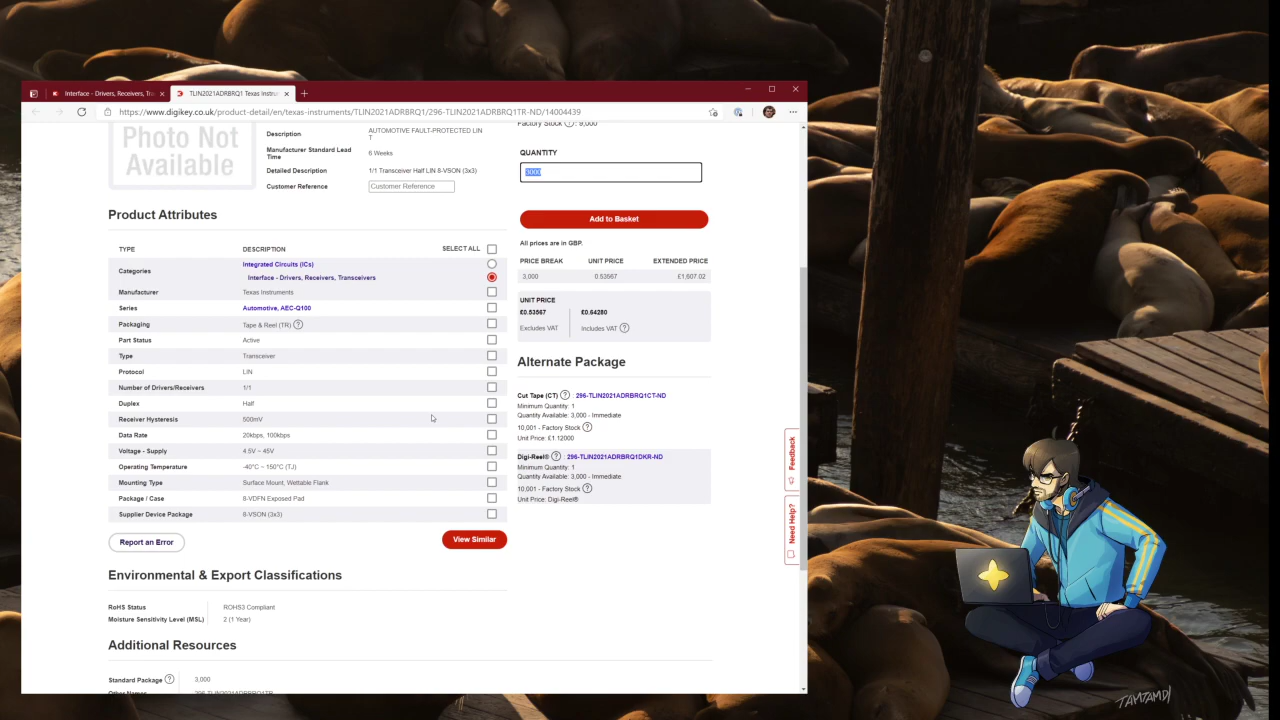 Interface - Drivers, Receivers, Tra
TLIN2021ADRBRQ1 Texas Instru
https://www.digikey.co.uk/product-detail/en/texas-instruments/TLIN2021ADRBRQ1/296-TLIN2021ADRBRQ1TR-ND/14004439
Photo Not
Available
Description
AUTOMOTIVE FAULT-PROTECTED LIN
T
Manufacturer Standard Lead
Time
6 Weeks
Detailed Description
1/1 Transceiver Half LIN 8-VSON (3x3)
Customer Reference
Customer Reference
Factory Stock ? : 9,000
QUANTITY
3000
Add to Basket
All prices are in GBP.
PRICE BREAK UNIT PRICE EXTENDED PRICE
3,000 0.53567 £1,607.02
UNIT PRICE
£0.53567 £0.64280
Excludes VAT Includes VAT ?
Product Attributes
TYPE DESCRIPTION SELECT ALL
Categories
Integrated Circuits (ICs)
Interface - Drivers, Receivers, Transceivers
Manufacturer Texas Instruments
Series Automotive, AEC-Q100
Packaging Tape & Reel (TR) ?
Part Status Active
Type Transceiver
Protocol LIN
Number of Drivers/Receivers 1/1
Duplex Half
Receiver Hysteresis 500mV
Data Rate 20kbps, 100kbps
Voltage - Supply 4.5V ~ 45V
Operating Temperature -40°C ~ 150°C (TJ)
Mounting Type Surface Mount, Wettable Flank
Package / Case 8-VDFN Exposed Pad
Supplier Device Package 8-VSON (3x3)
Report an Error
View Similar
Alternate Package
Cut Tape (CT) ? : 296-TLIN2021ADRBRQ1CT-ND
Minimum Quantity: 1
Quantity Available: 3,000 - Immediate
10,001 - Factory Stock ?
Unit Price: £1.12000
Digi-Reel® ? : 296-TLIN2021ADRBRQ1DKR-ND
Minimum Quantity: 1
Quantity Available: 3,000 - Immediate
10,001 - Factory Stock ?
Unit Price: Digi-Reel®
Feedback
Need Help?
Environmental & Export Classifications
RoHS Status ROHS3 Compliant
Moisture Sensitivity Level (MSL) 2 (1 Year)
Additional Resources
Standard Package ? 3,000
Other Names 296-TLIN2021ADRBRQ1TR
TAMTAMDI